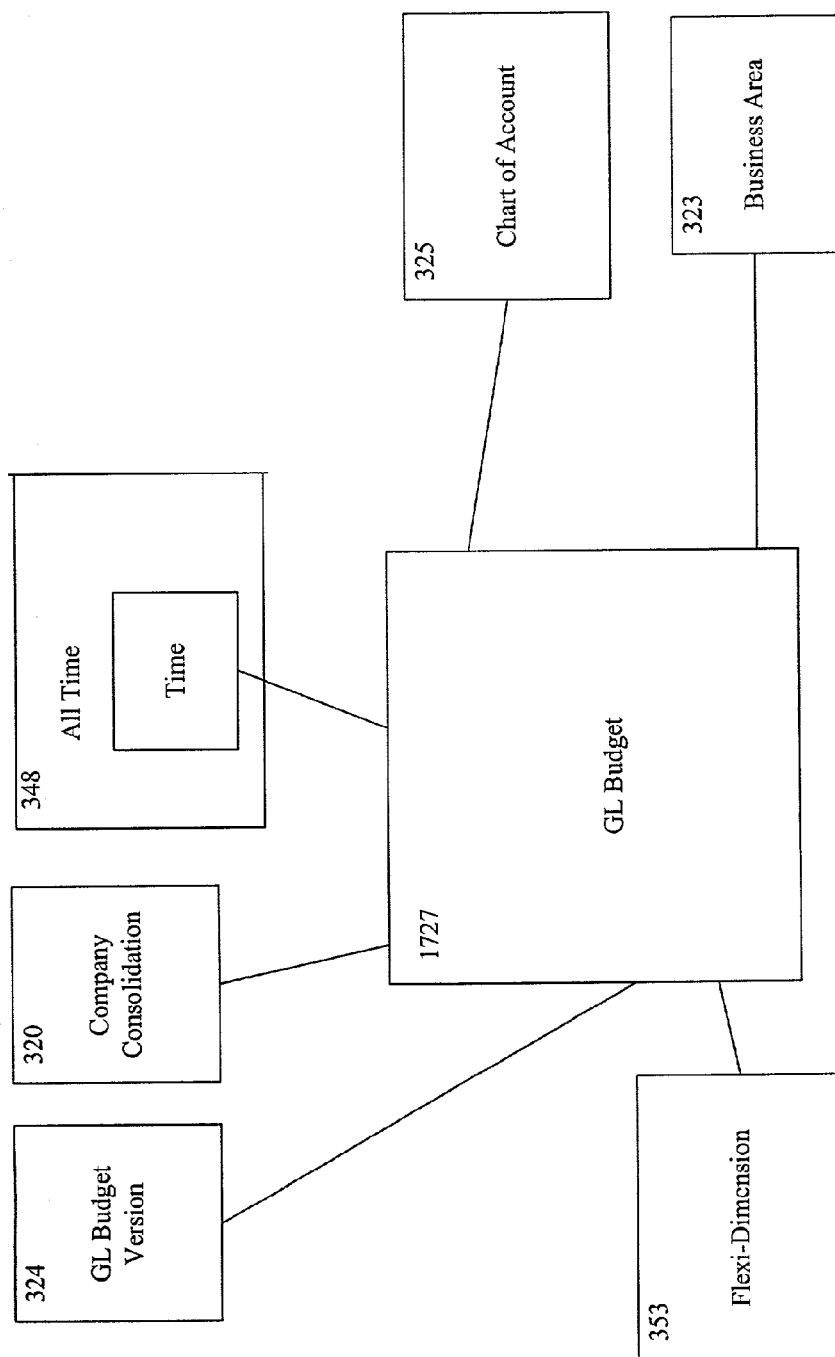 324
GL Budget
Version
320
Company
Consolidation
348
All Time
Time
325
Chart of Account
1727
GL Budget
353
Flexi-Dimension
323
Business Area